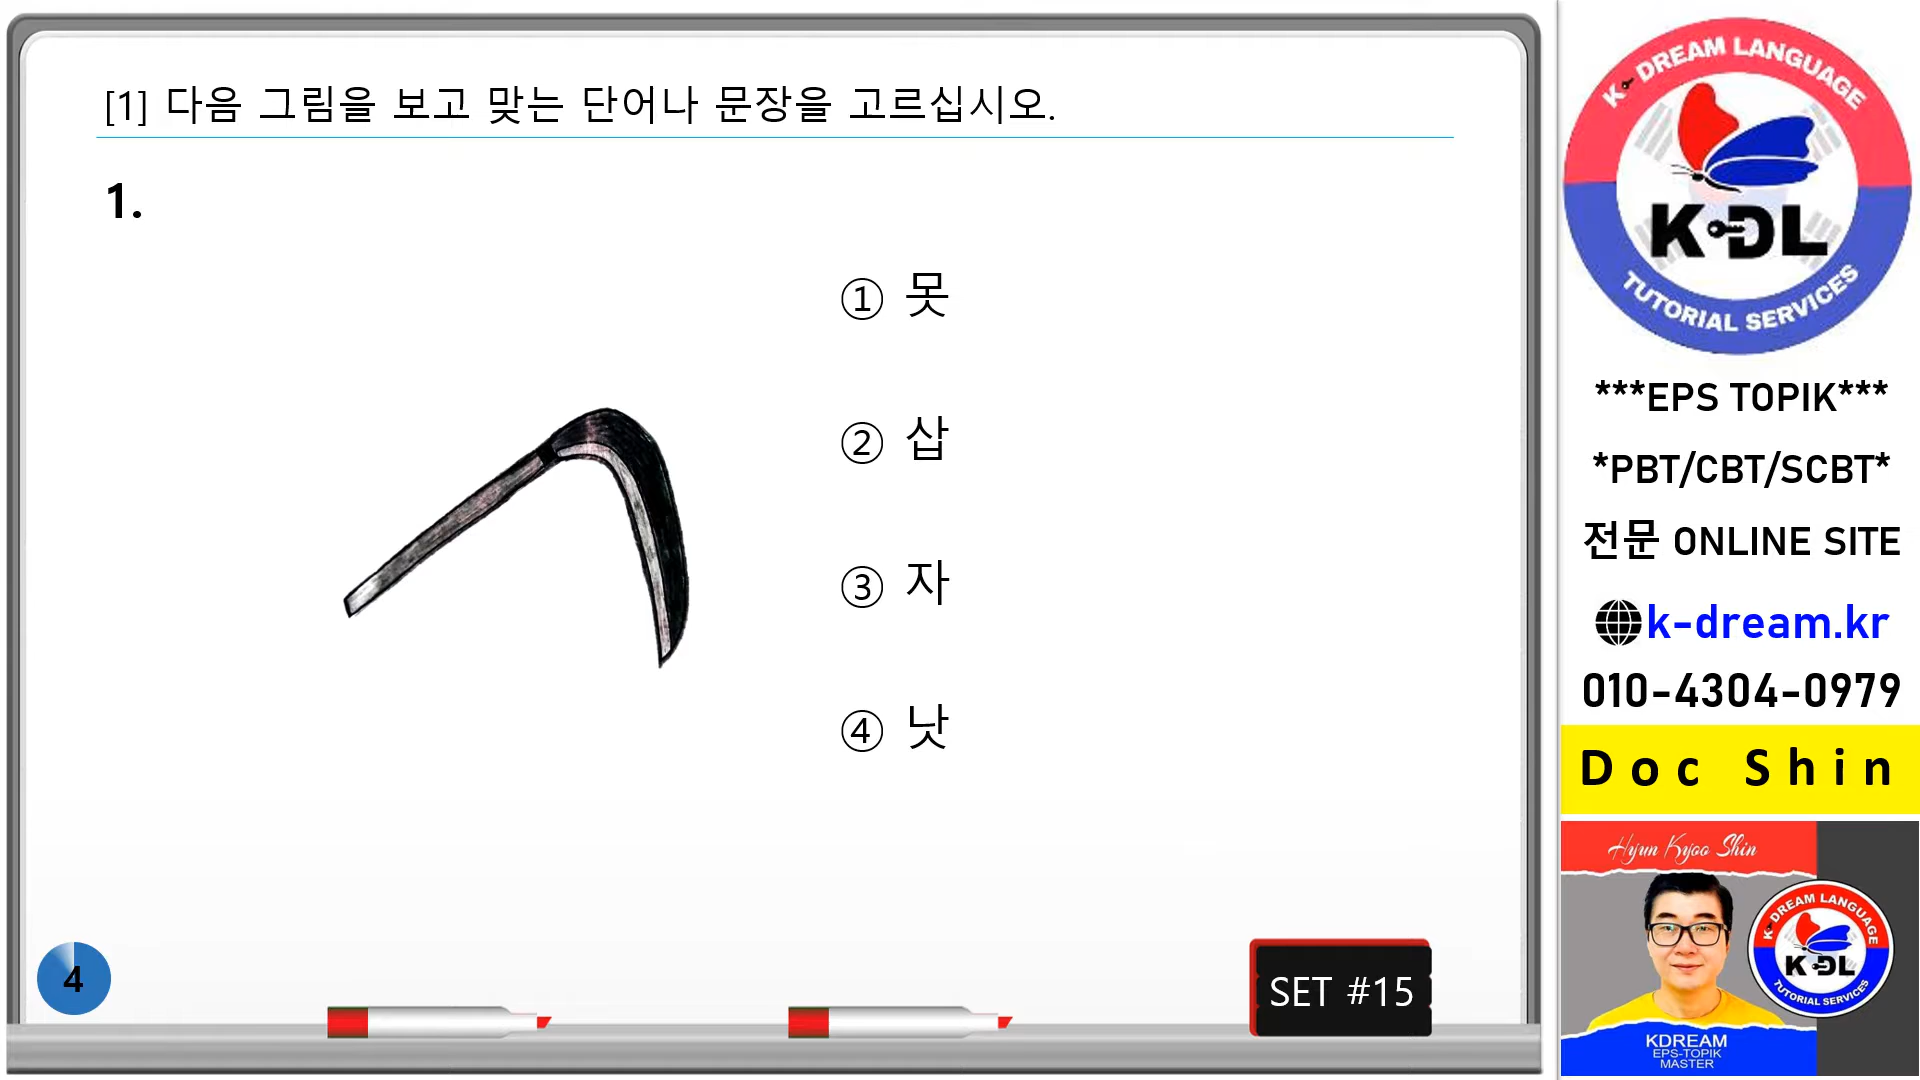 [1] 다음 그림을 보고 맞는 단어나 문장을 고르십시오.
1.
① 못
② 삽
③ 자
④ 낫
4
SET #15
K DREAM LANGUAGE
K DL
TUTORIAL SERVICES
***EPS TOPIK***
*PBT/CBT/SCBT*
전문 ONLINE SITE
k-dream.kr
010-4304-0979
Doc Shin
Hyun Kyoo Shin
K DREAM LANGUAGE
K DL
TUTORIAL SERVICES
KDREAM
EPS-TOPIK
MASTER